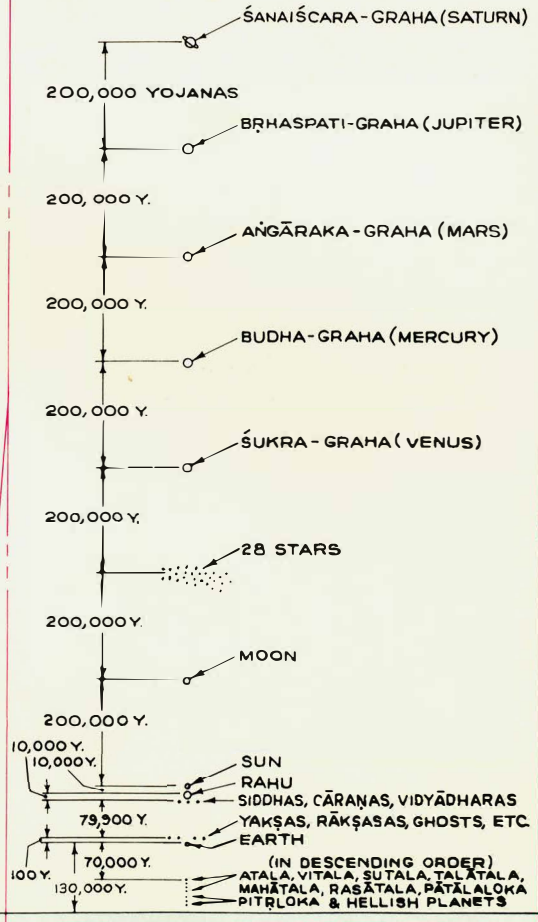 ŚANAIŚCARA-GRAHA (SATURN)
200,000 YOJANAS
BṚHASPATI-GRAHA (JUPITER)
200,000 Y.
AṄGĀRAKA-GRAHA (MARS)
200,000 Y.
BUDHA-GRAHA (MERCURY)
200,000 Y.
ŚUKRA-GRAHA (VENUS)
200,000 Y.
28 STARS
200,000 Y.
MOON
200,000 Y.
10,000 Y.
10,000 Y.
SUN
RAHU
SIDDHAS, CĀRAṆAS, VIDYĀDHARAS
79,900 Y.
YAKṢAS, RĀKṢASAS, GHOSTS, ETC.
EARTH
100 Y.
70,000 Y.
130,000 Y.
(IN DESCENDING ORDER)
ATALA, VITALA, SUTALA, TALĀTALA,
MAHĀTALA, RASĀTALA, PĀTĀLALOKA
PITṚLOKA & HELLISH PLANETS